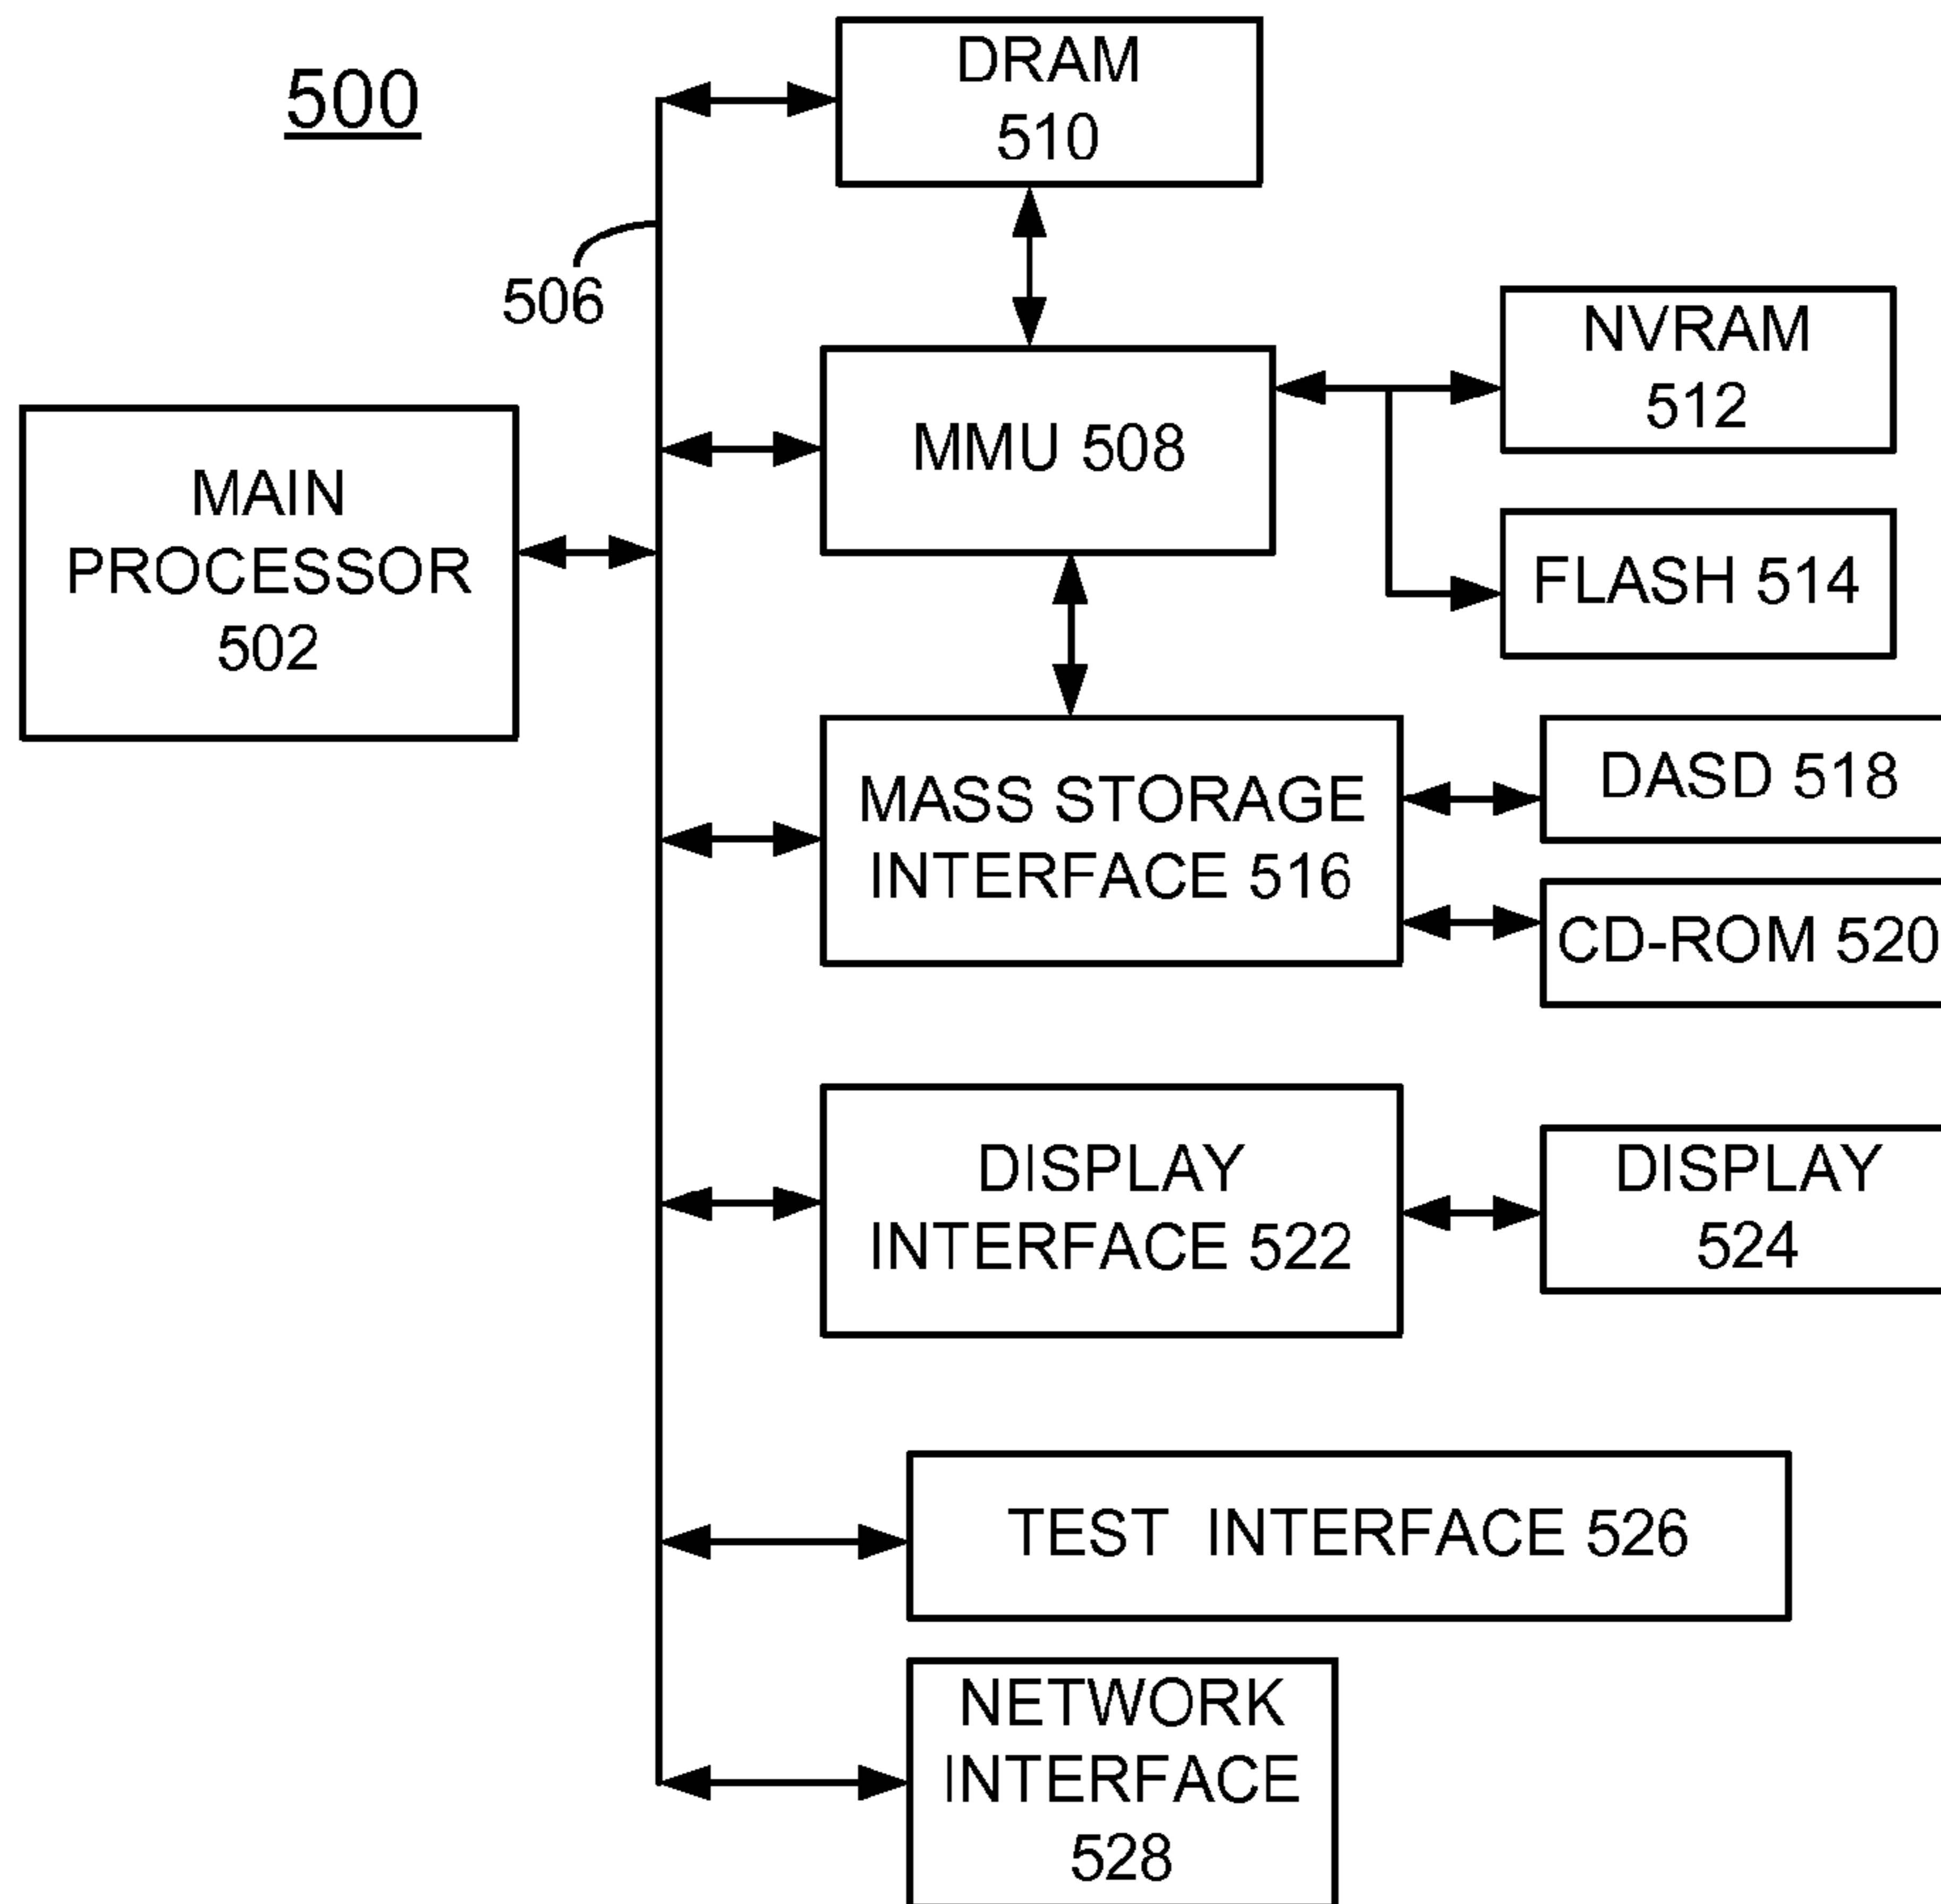 500
DRAM
510
506
NVRAM
512
MMU 508
MAIN
PROCESSOR
502
FLASH 514
MASS STORAGE
INTERFACE 516
DASD 518
CD-ROM 520
DISPLAY
INTERFACE 522
DISPLAY
524
TEST INTERFACE 526
NETWORK
INTERFACE
528